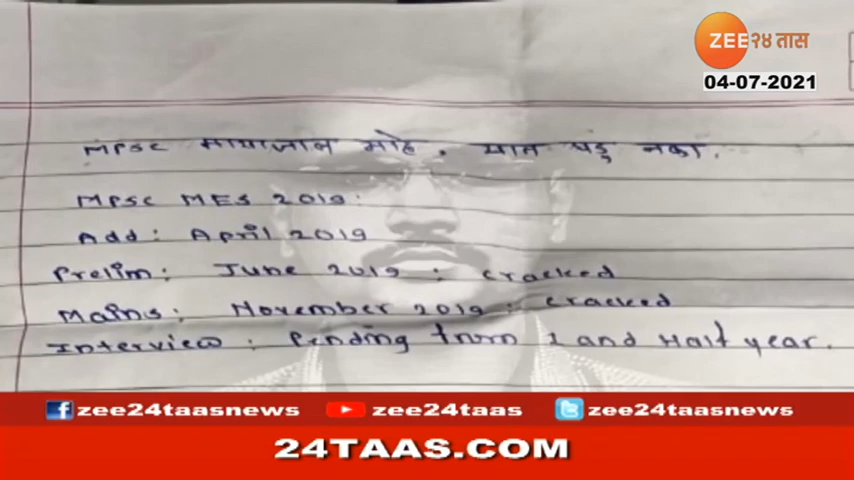 ZEE २४ तास
04-07-2021
MPSC मायाजाल आहे. यात पडु नका.
MPSC MES 2019.
Add: April 2019
Prelim: June 2019 : cracked
Mains: November 2019 : cracked
Interview : Pending from 1 and Half year.
zee24taasnews zee24taas zee24taasnews
24TAAS.COM